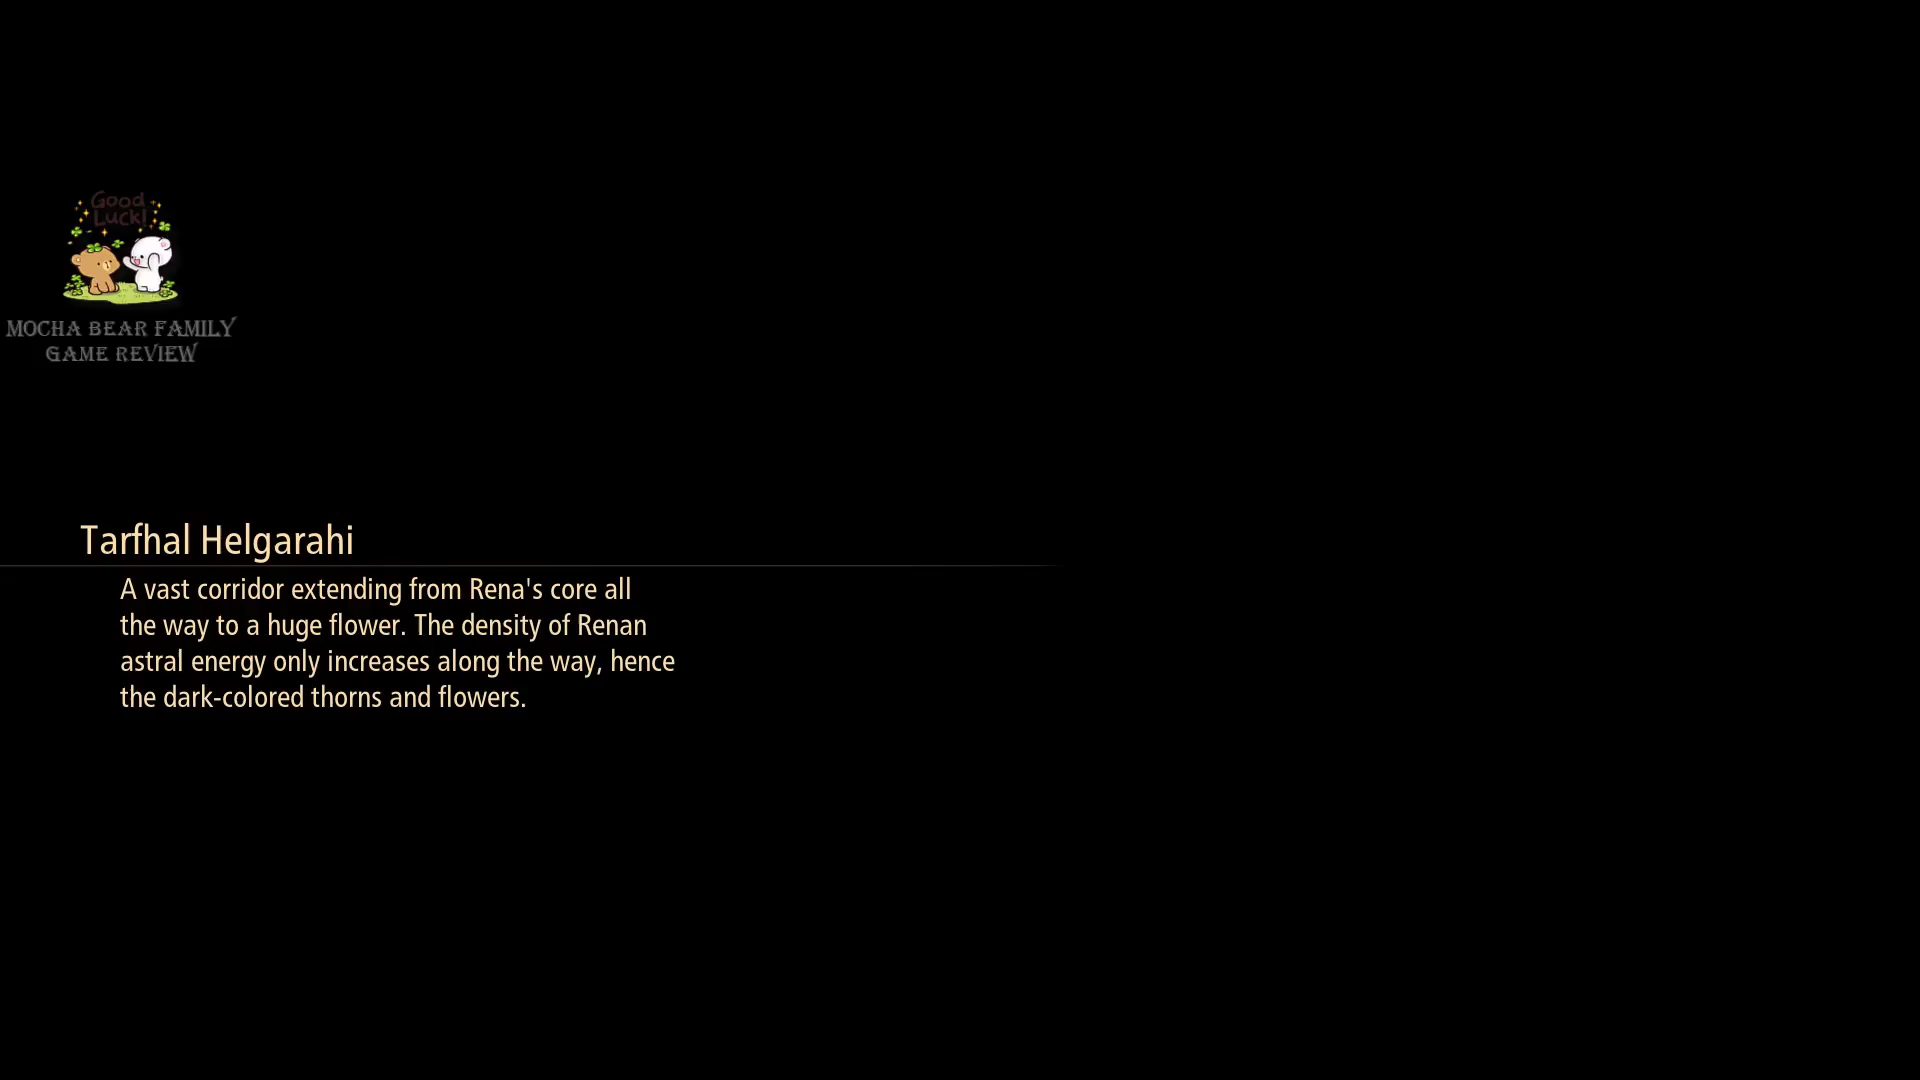 Good
Luck!
MOCHA BEAR FAMILY
GAME REVIEW
Tarfhal Helgarahi
A vast corridor extending from Rena's core all
the way to a huge flower. The density of Renan
astral energy only increases along the way, hence
the dark-colored thorns and flowers.